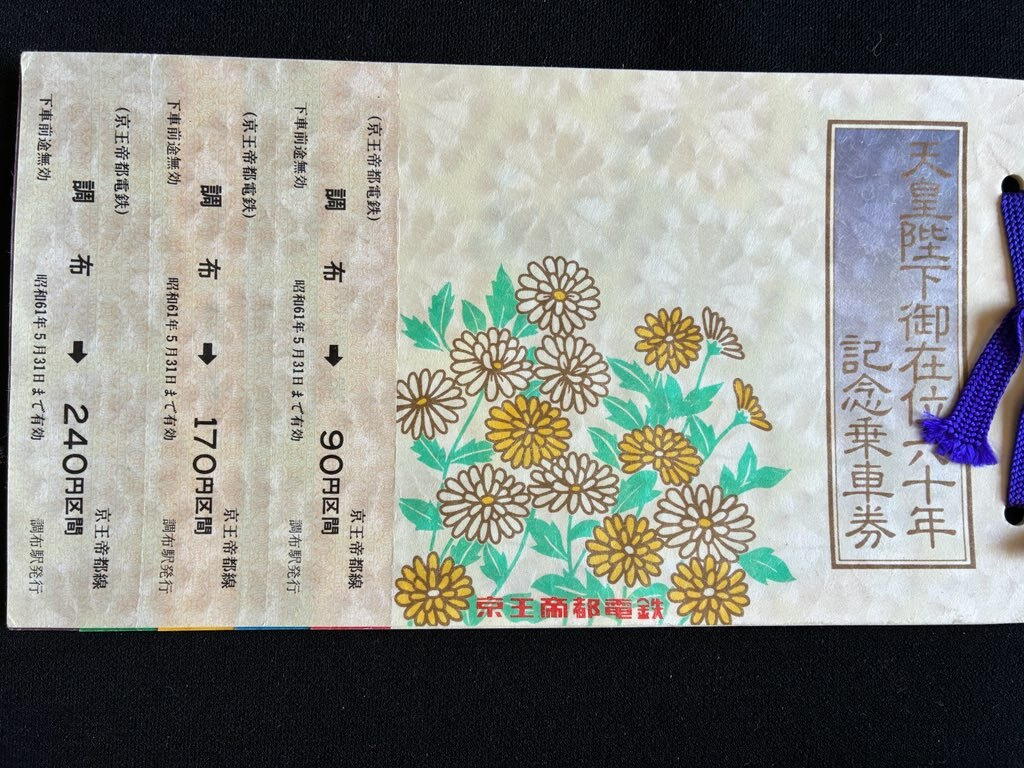 天皇陛下御在位六十年
記念乗車券
京王帝都電鉄
(京王帝都電鉄)
京王帝都線
調布➡90円区間
下車前途無効 昭和61年5月31日まで有効 調布駅発行
(京王帝都電鉄)
京王帝都線
調布➡170円区間
下車前途無効 昭和61年5月31日まで有効 調布駅発行
(京王帝都電鉄)
京王帝都線
調布➡240円区間
下車前途無効 昭和61年5月31日まで有効 調布駅発行